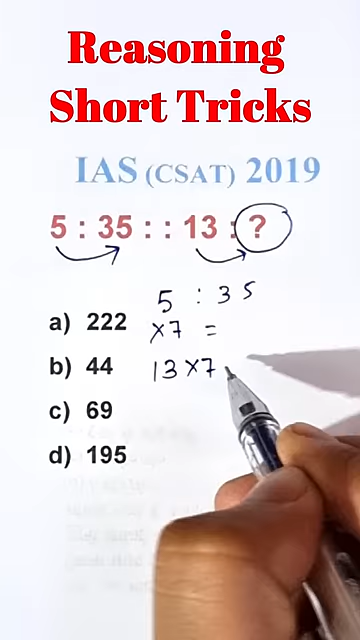 Reasoning
Short Tricks
IAS (CSAT) 2019
5 : 35 : : 13 : ?
5 : 35
a) 222
×7 =
b) 44
13 ×7
c) 69
d) 195